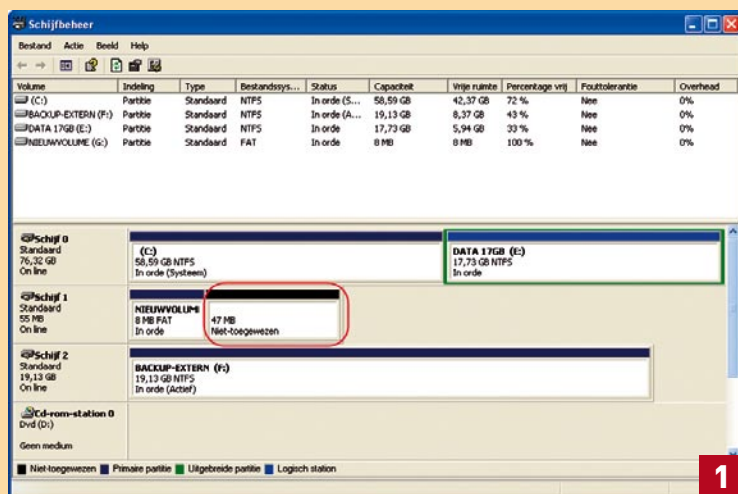 Schijfbeheer
Bestand Actie Beeld Help
Volume Indeling Type Bestandssys... Status Capaciteit Vrije ruimte Percentage vrij Fouttolerantie Overhead
(C:) Partitie Standaard NTFS In orde (S... 58,59 GB 42,37 GB 72 % Nee 0%
BACKUP-EXTERN (F:) Partitie Standaard NTFS In orde (A... 19,13 GB 8,37 GB 43 % Nee 0%
DATA 17GB (E:) Partitie Standaard NTFS In orde 17,73 GB 5,94 GB 33 % Nee 0%
NIEUWVOLUME (G:) Partitie Standaard FAT In orde 8 MB 8 MB 100 % Nee 0%
Schijf 0
Standaard
76,32 GB
On line
(C:)
58,59 GB NTFS
In orde (Systeem)
DATA 17GB (E:)
17,73 GB NTFS
In orde
Schijf 1
Standaard
55 MB
On line
NIEUWVOLUM
8 MB FAT
In orde
47 MB
Niet-toegewezen
Schijf 2
Standaard
19,13 GB
On line
BACKUP-EXTERN (F:)
19,13 GB NTFS
In orde (Actief)
Cd-rom-station 0
Dvd (D:)
Geen medium
Niet-toegewezen Primaire partitie Uitgebreide partitie Logisch station
1